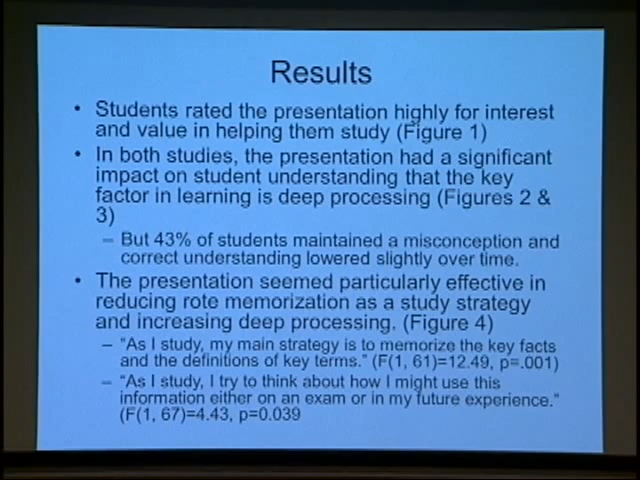 Results
• Students rated the presentation highly for interest
and value in helping them study (Figure 1)
• In both studies, the presentation had a significant
impact on student understanding that the key
factor in learning is deep processing (Figures 2 &
3)
– But 43% of students maintained a misconception and
correct understanding lowered slightly over time.
• The presentation seemed particularly effective in
reducing rote memorization as a study strategy
and increasing deep processing. (Figure 4)
– “As I study, my main strategy is to memorize the key facts
and the definitions of key terms.” (F(1, 61)=12.49, p=.001)
– “As I study, I try to think about how I might use this
information either on an exam or in my future experience.”
(F(1, 67)=4.43, p=0.039